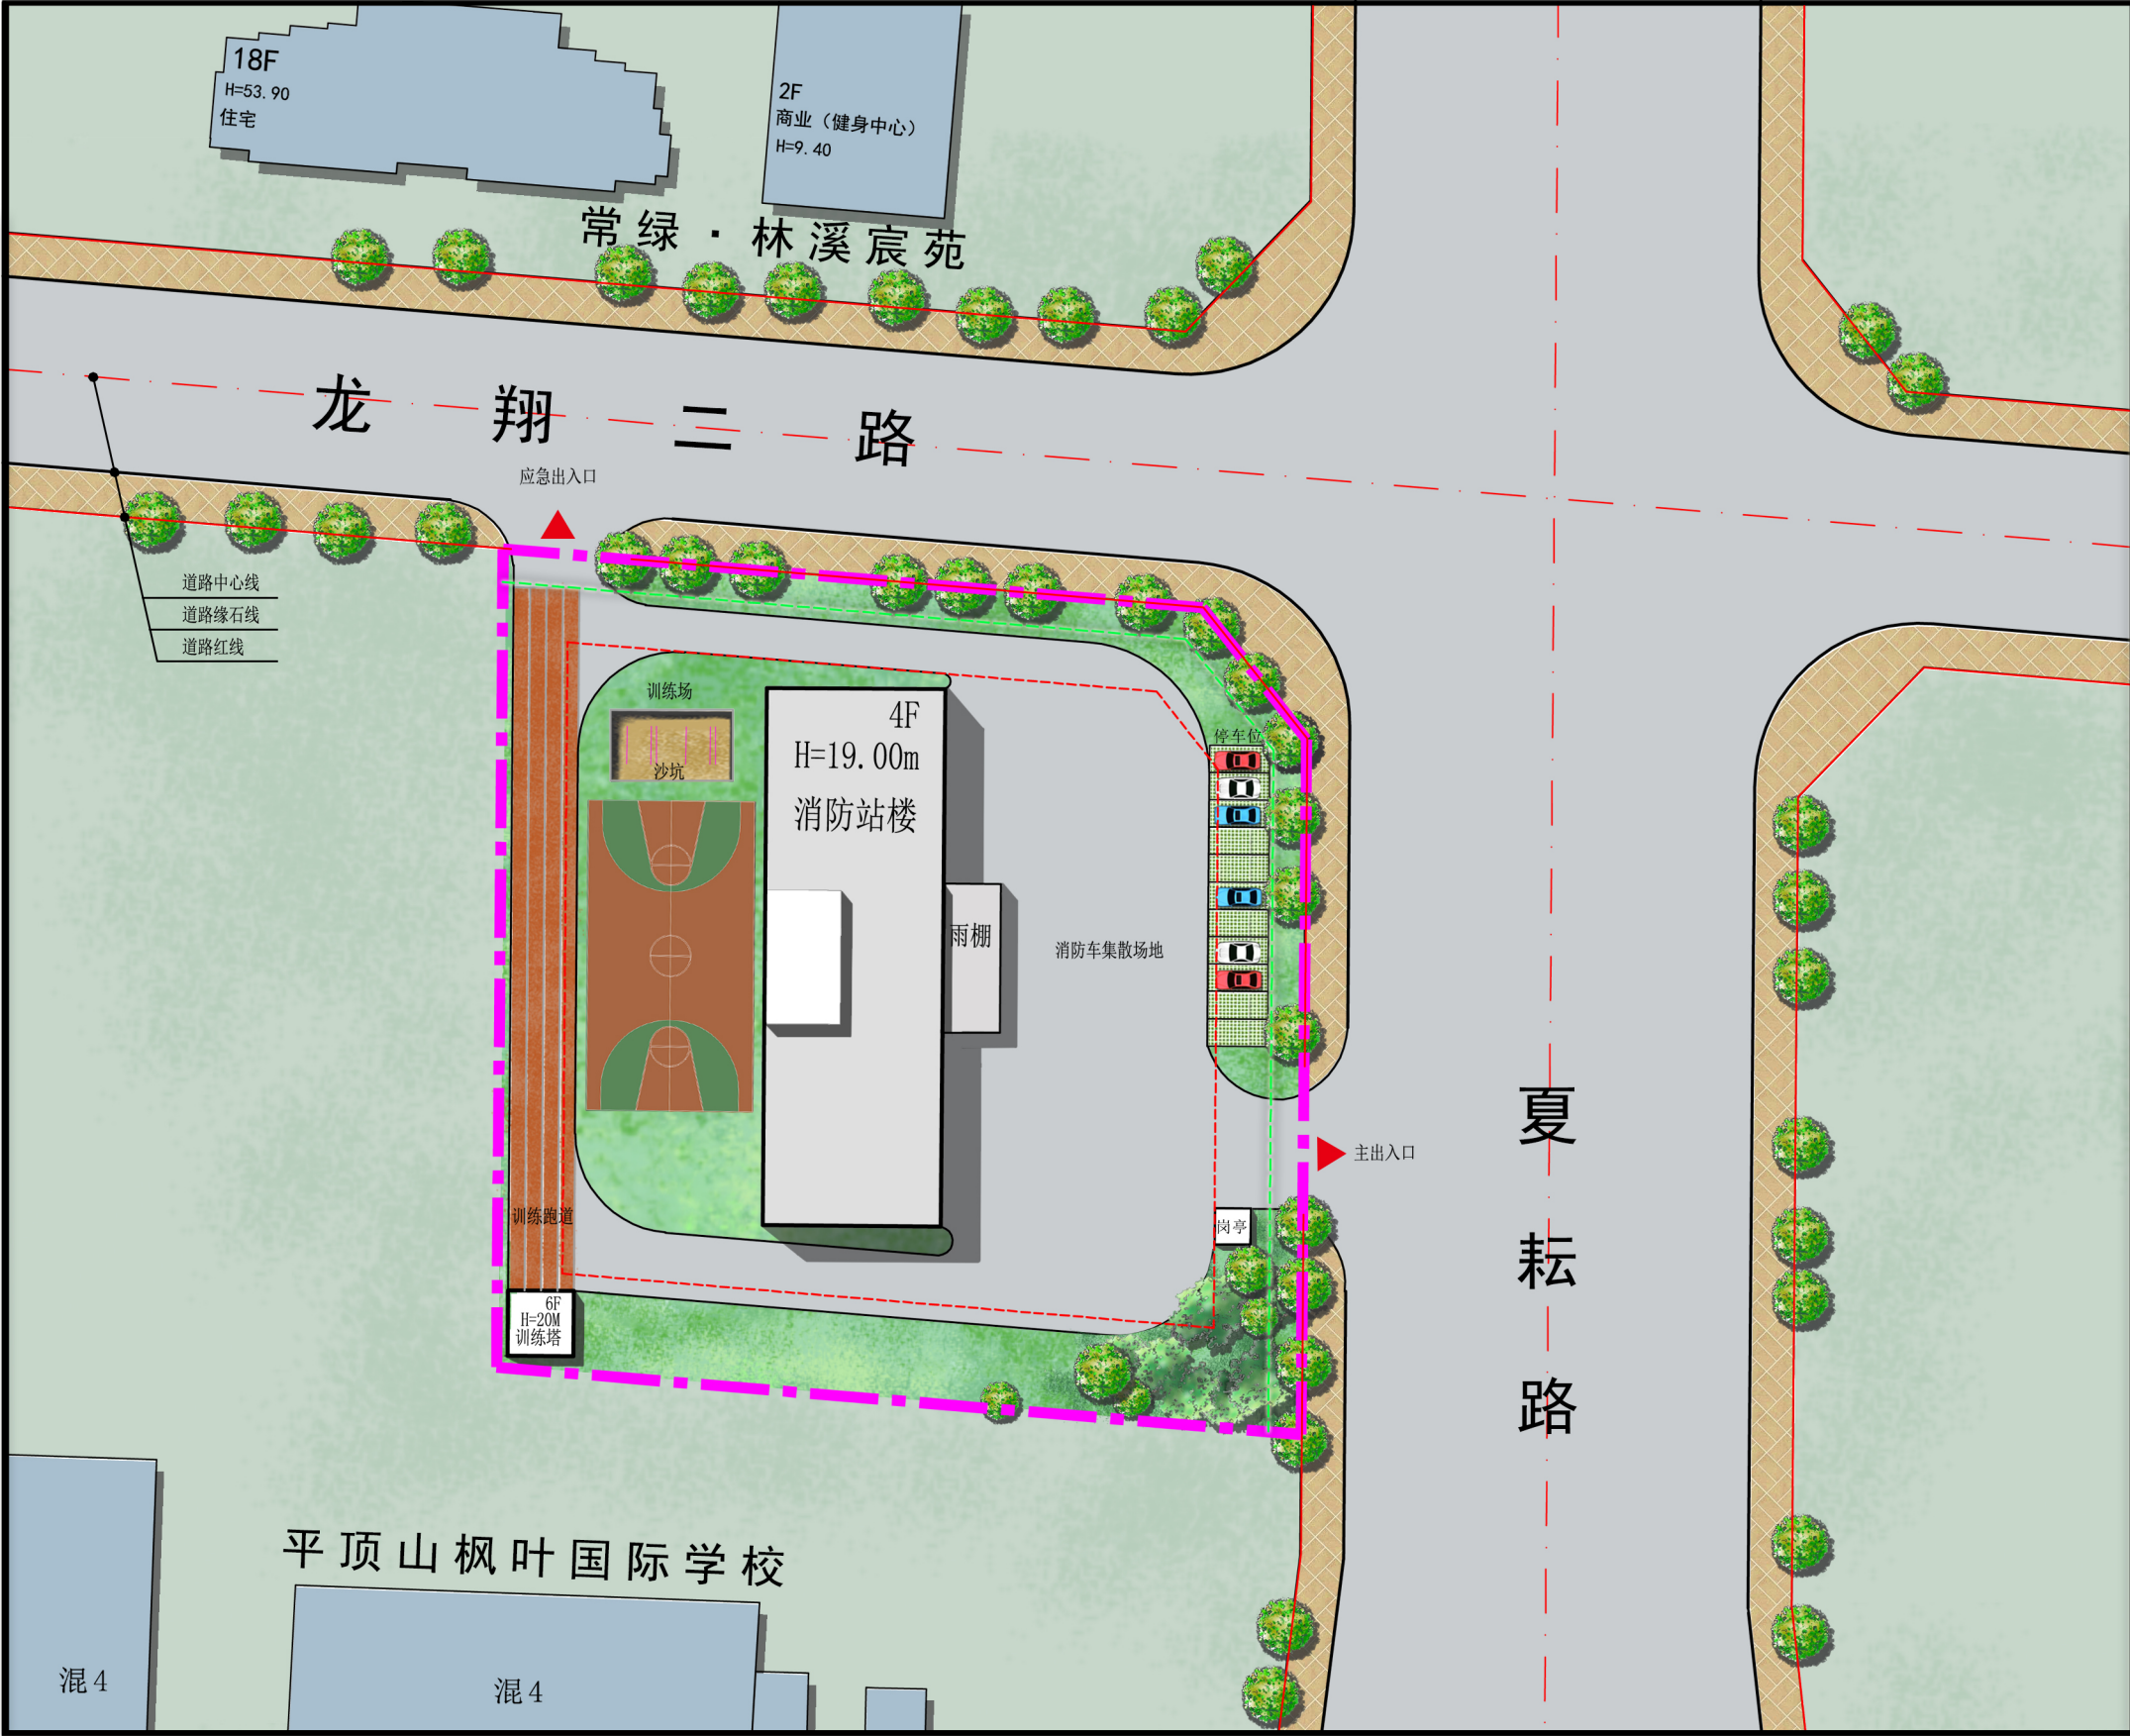 18F
H=53.90
住宅
2F
商业（健身中心）
H=9.40
常绿·林溪宸苑
龙翔二路
应急出入口
道路中心线
道路缘石线
道路红线
训练场
沙坑
4F
H=19.00m
消防站楼
停车位
雨棚
消防车集散场地
主出入口
夏耘路
训练跑道
岗亭
6F
H=20M
训练塔
平顶山枫叶国际学校
混4
混4